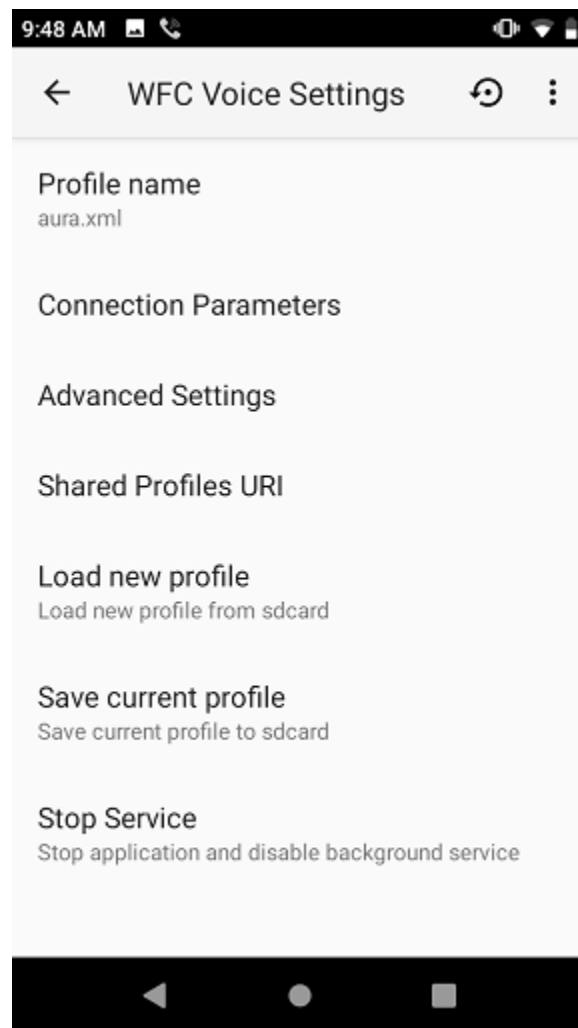 9:48 AM
WFC Voice Settings
Profile name
aura.xml
Connection Parameters
Advanced Settings
Shared Profiles URI
Load new profile
Load new profile from sdcard
Save current profile
Save current profile to sdcard
Stop Service
Stop application and disable background service